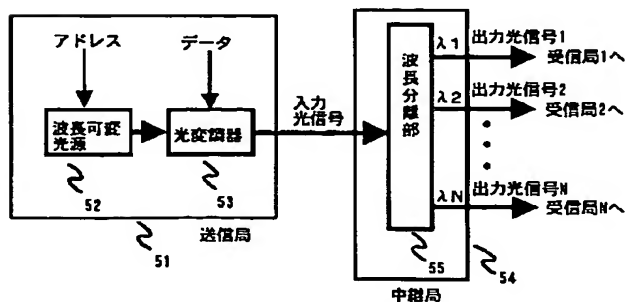 アドレス
データ
波長可変
光源
光変調器
52
53
51
送信局
入力
光信号
波長分離部
λ1
出力光信号1
受信局1へ
λ2
出力光信号2
受信局2へ
λN
出力光信号N
受信局Nへ
55
54
中継局